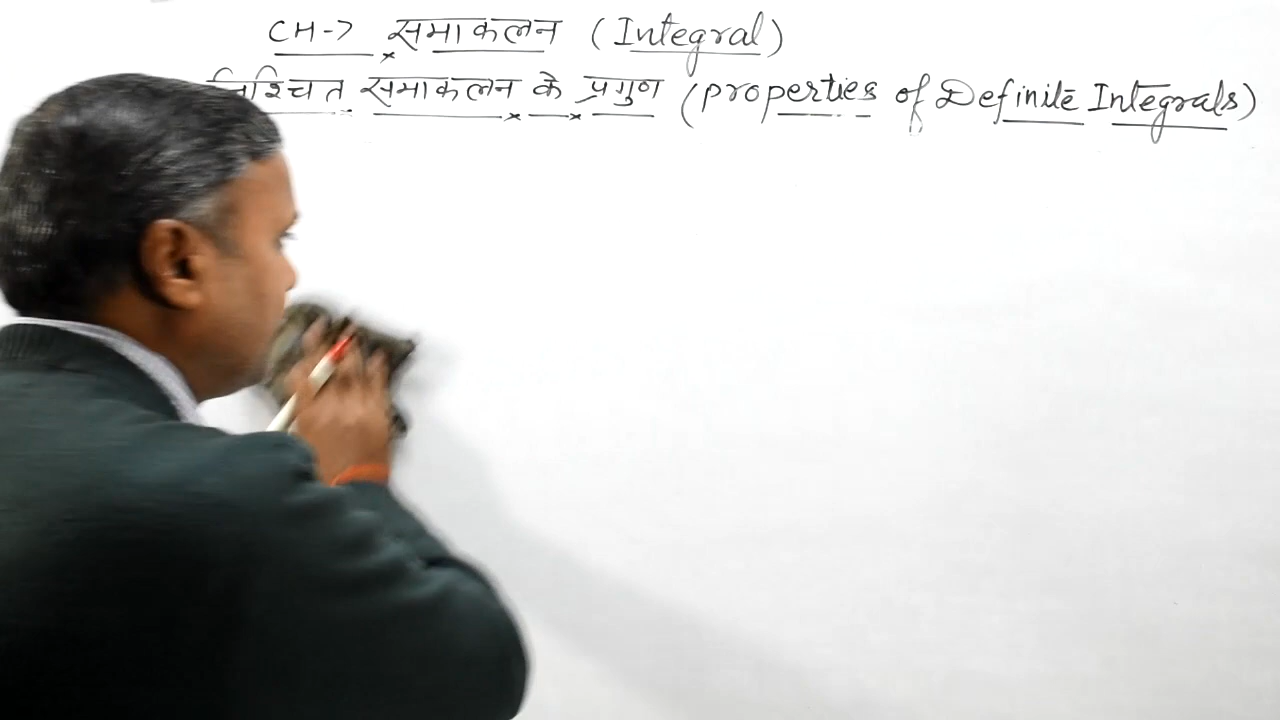 CH-7 समाकलन (Integral)
निश्चित समाकलन के प्रगुण (properties of Definite Integrals)